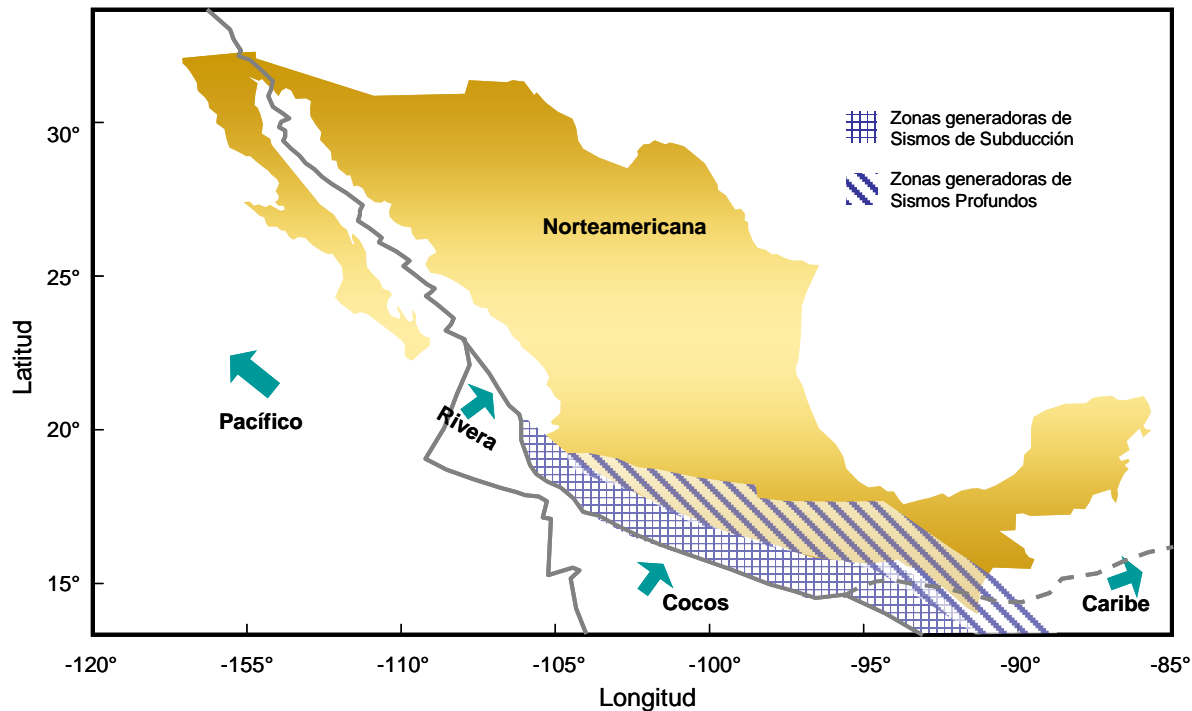 Zonas generadoras de
Sismos de Subducción
Zonas generadoras de
Sismos Profundos
Norteamericana
Pacífico
Rivera
Cocos
Caribe
Latitud
30°
25°
20°
15°
-120°
-155°
-110°
-105°
-100°
-95°
-90°
-85°
Longitud